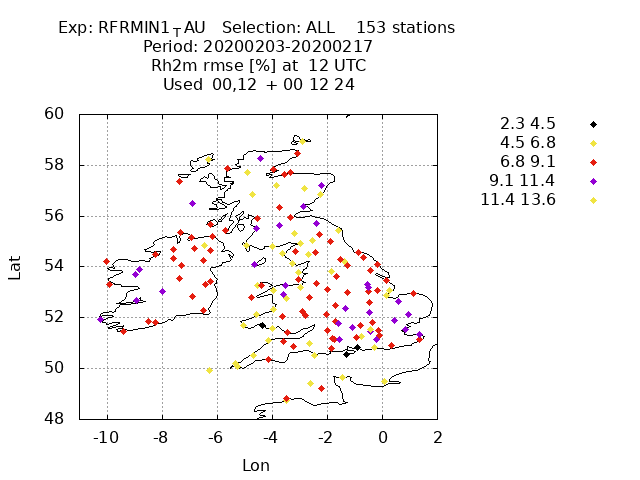 Exp: RFRMIN1TAU Selection: ALL 153 stations
Period: 20200203-20200217
Rh2m rmse [%] at 12 UTC
Used 00,12 + 00 12 24
2.3 4.5
4.5 6.8
6.8 9.1
9.1 11.4
11.4 13.6
60
58
56
54
52
50
48
Lat
-10 -8 -6 -4 -2 0 2
Lon